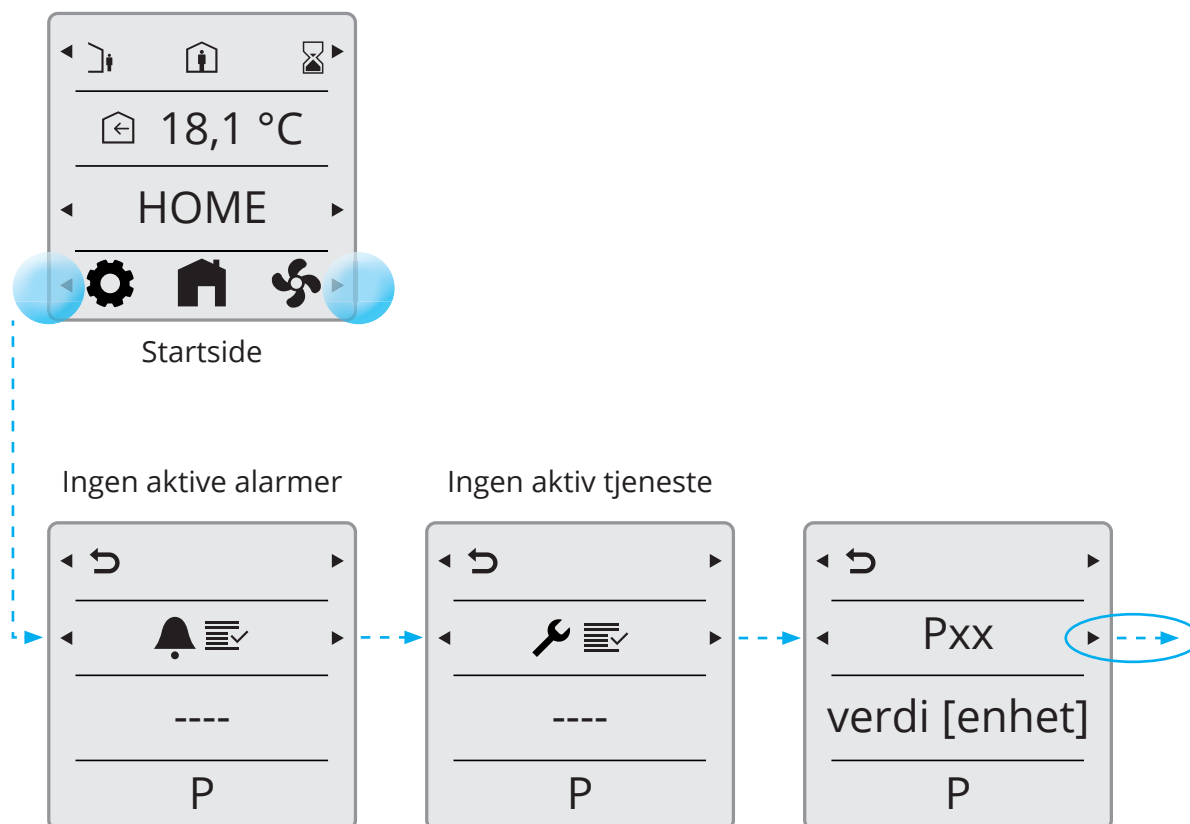 18,1 °C
HOME
Startside
Ingen aktive alarmer
Ingen aktiv tjeneste
Pxx
----
----
verdi [enhet]
P
P
P